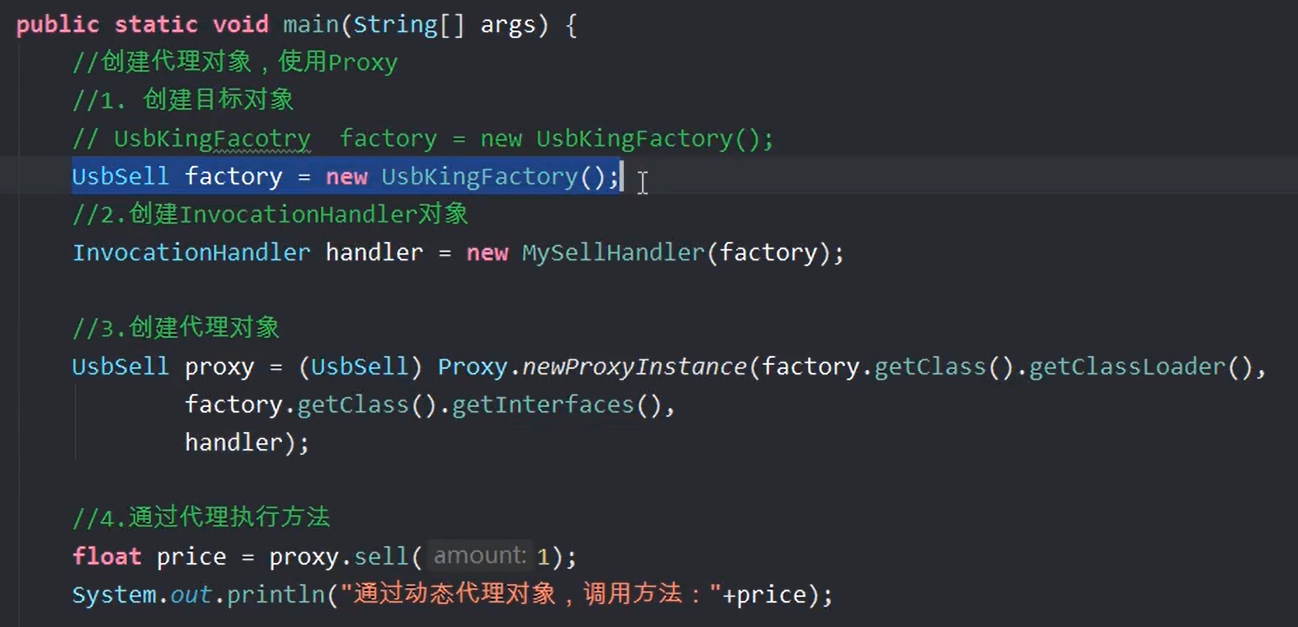 public static void main(String[] args) {
//创建代理对象，使用Proxy
//1. 创建目标对象
// UsbKingFacotry  factory = new UsbKingFactory();
UsbSell factory = new UsbKingFactory();
//2.创建InvocationHandler对象
InvocationHandler handler = new MySellHandler(factory);
//3.创建代理对象
UsbSell proxy = (UsbSell) Proxy.newProxyInstance(factory.getClass().getClassLoader(),
factory.getClass().getInterfaces(),
handler);
//4.通过代理执行方法
float price = proxy.sell( amount: 1);
System.out.println("通过动态代理对象，调用方法："+price);